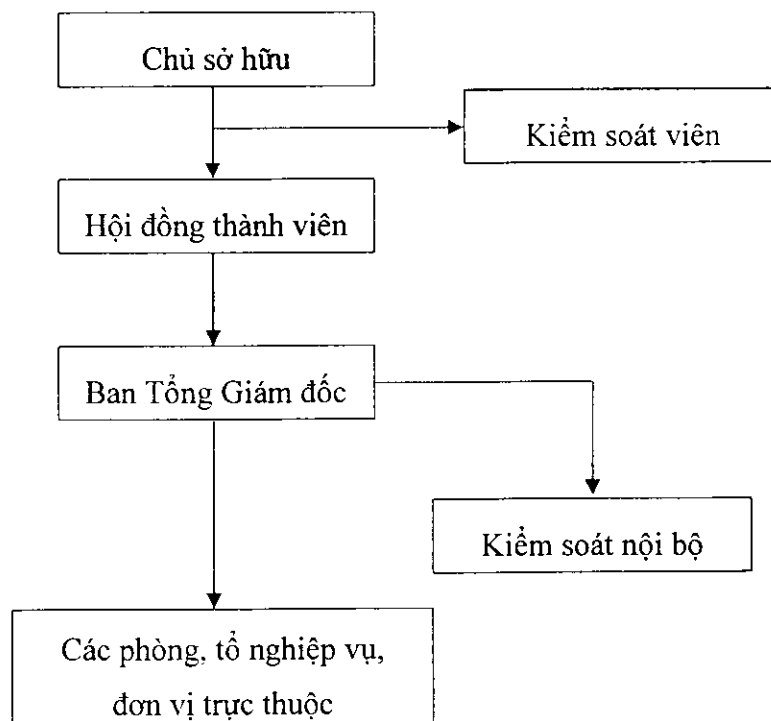 Chủ sở hữu
Kiểm soát viên
Hội đồng thành viên
Ban Tổng Giám đốc
Kiểm soát nội bộ
Các phòng, tổ nghiệp vụ,
đơn vị trực thuộc